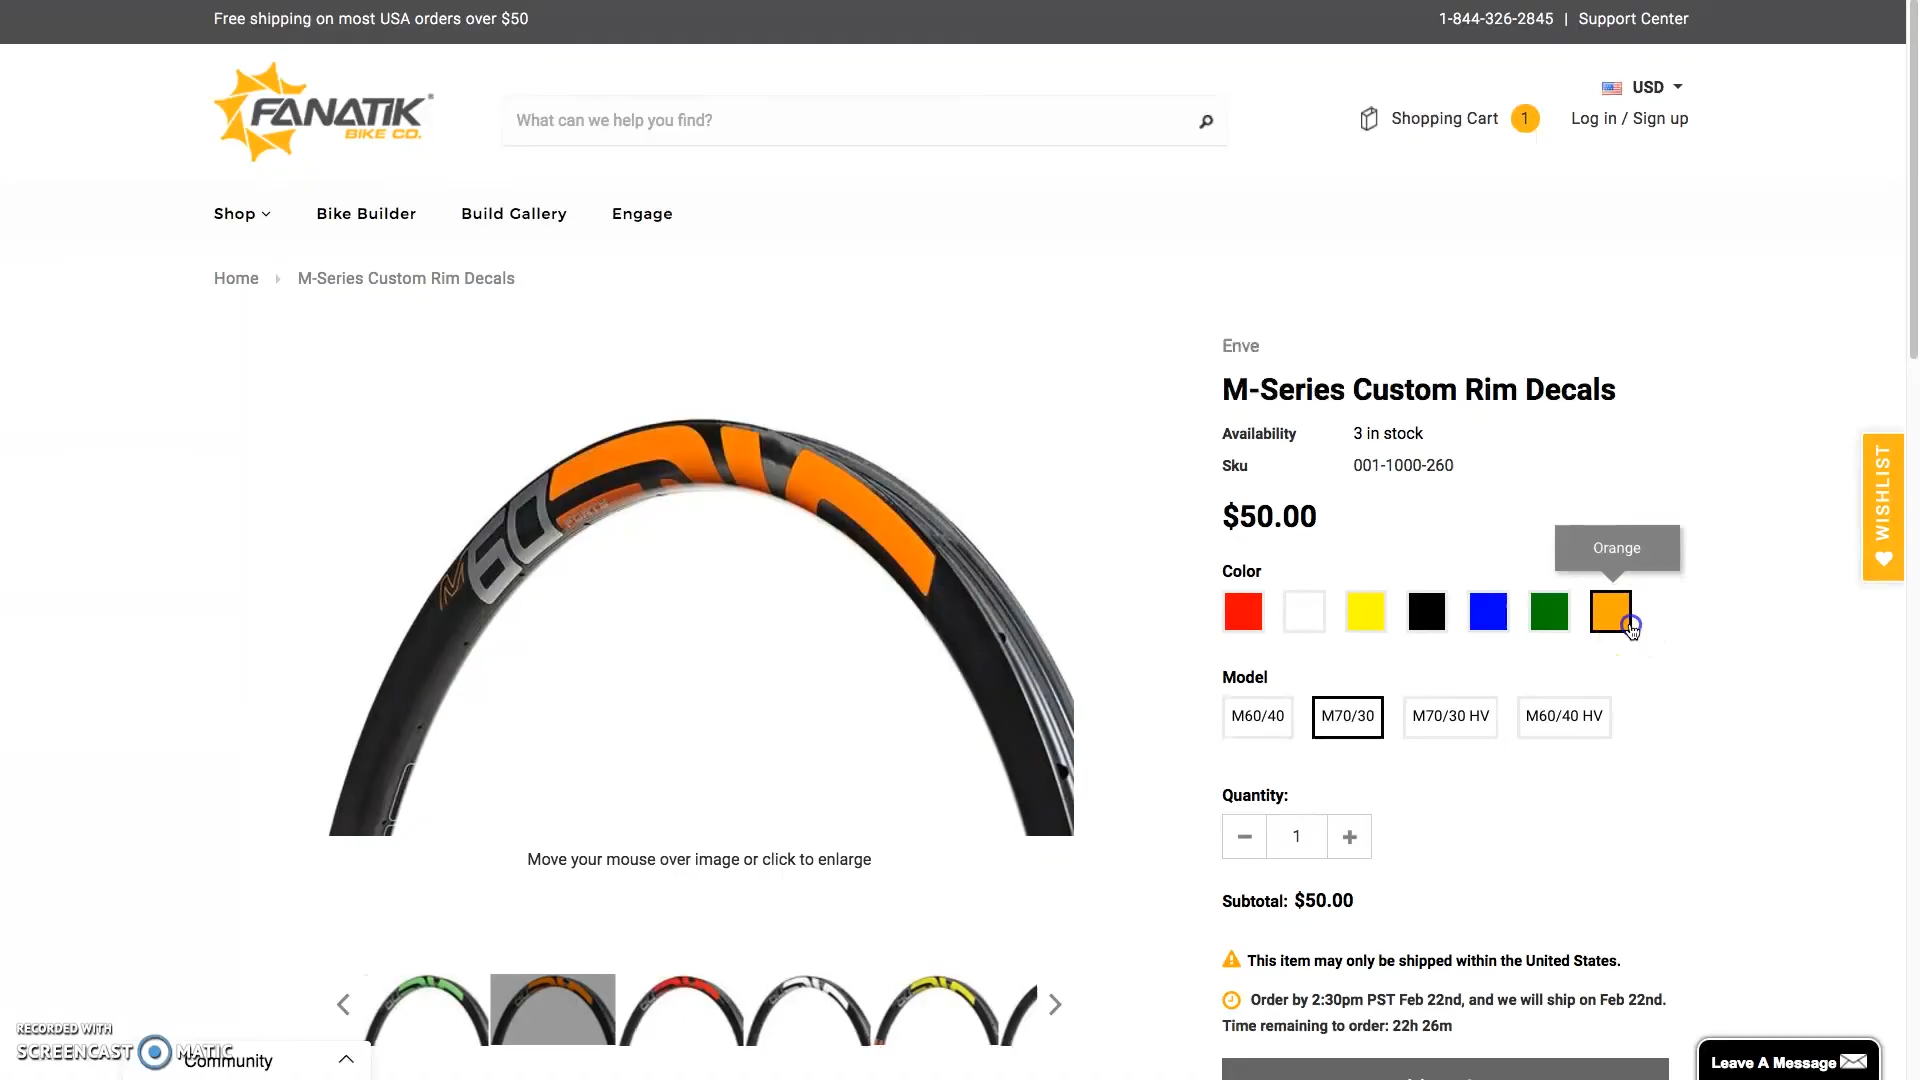 Free shipping on most USA orders over $50
1-844-326-2845 | Support Center
FANATIK
BIKE CO.
What can we help you find?
USD
Shopping Cart 1
Log in / Sign up
Shop
Bike Builder
Build Gallery
Engage
Home
M-Series Custom Rim Decals
Enve
M-Series Custom Rim Decals
Availability 3 in stock
Sku 001-1000-260
$50.00
Orange
Color
WISHLIST
M60
Model
M60/40
M70/30
M70/30 HV
M60/40 HV
Quantity:
1
Move your mouse over image or click to enlarge
Subtotal: $50.00
This item may only be shipped within the United States.
Order by 2:30pm PST Feb 22nd, and we will ship on Feb 22nd.
Time remaining to order: 22h 26m
RECORDED WITH
SCREENCAST MATIC
Community
Leave A Message